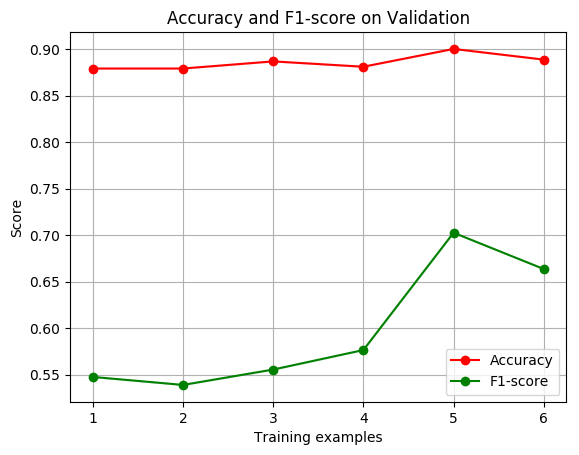 Accuracy and F1-score on Validation
0.90
0.85
0.80
0.75
0.70
0.65
0.60
0.55
Score
1 2 3 4 5 6
Training examples
Accuracy
F1-score